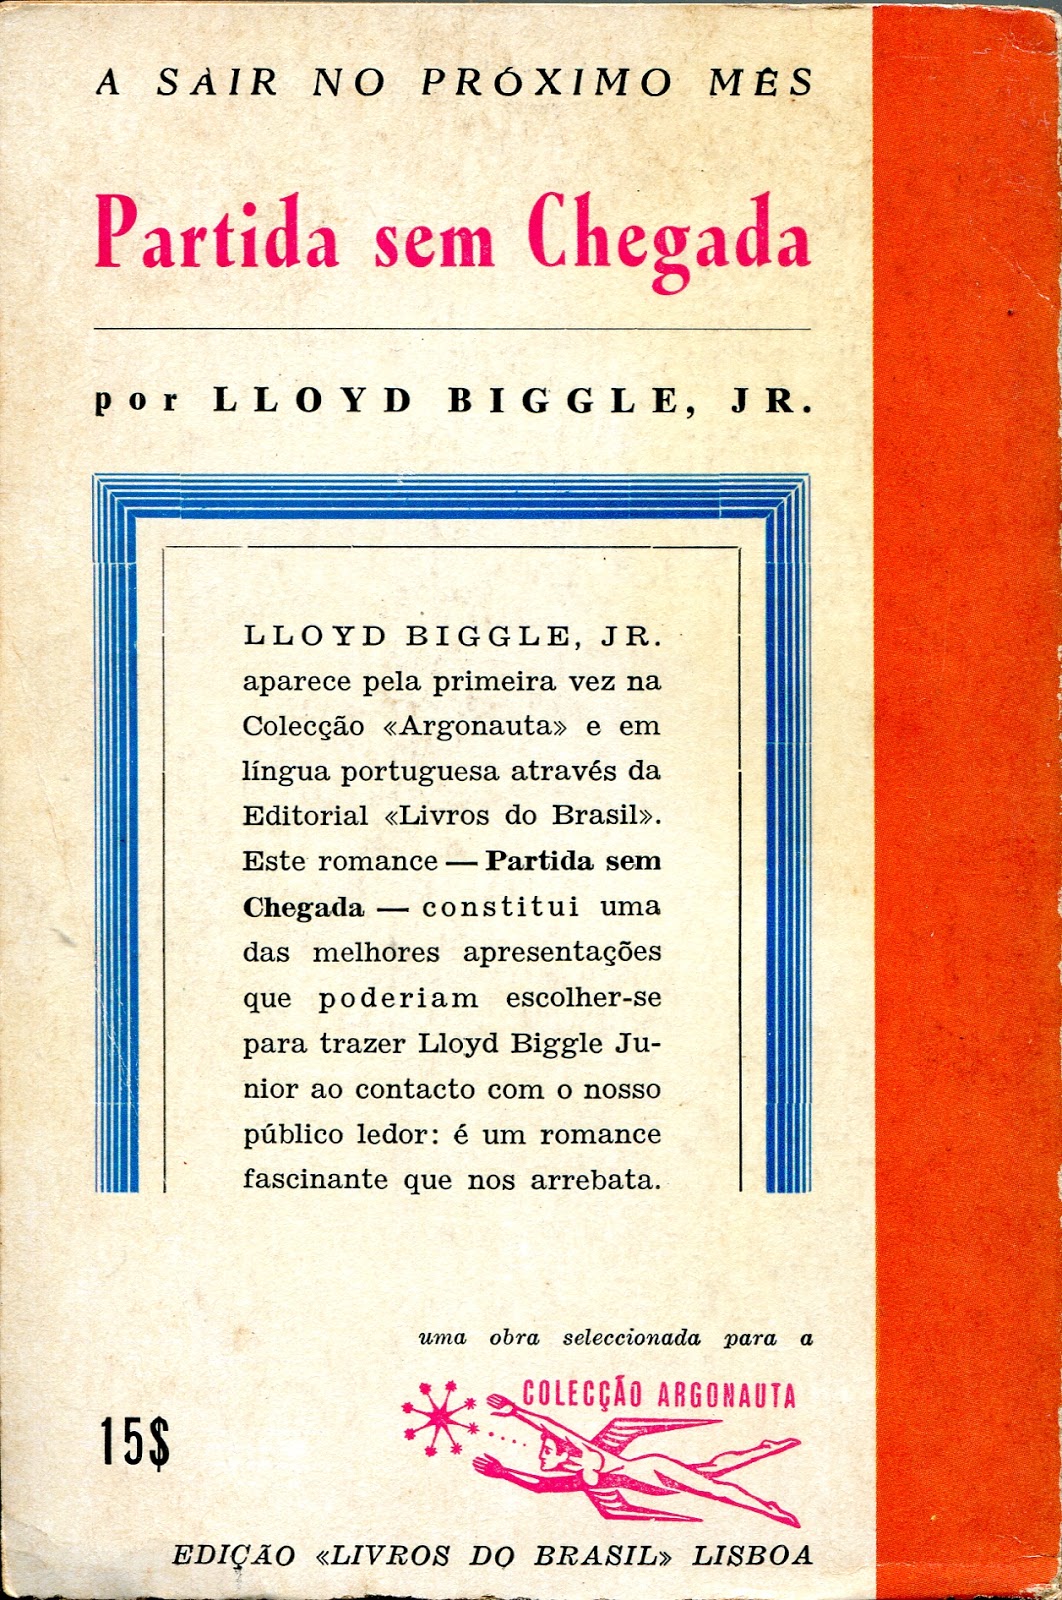 A SAIR NO PRÓXIMO MÊS
Partida sem Chegada
por LLOYD BIGGLE, JR.
LLOYD BIGGLE, JR.
aparece pela primeira vez na
Colecção «Argonauta» e em
língua portuguesa através da
Editorial «Livros do Brasil».
Este romance — Partida sem
Chegada — constitui uma
das melhores apresentações
que poderiam escolher-se
para trazer Lloyd Biggle Ju-
nior ao contacto com o nosso
público ledor: é um romance
fascinante que nos arrebata.
uma obra seleccionada para a
COLECÇÃO ARGONAUTA
15$
EDIÇÃO «LIVROS DO BRASIL» LISBOA